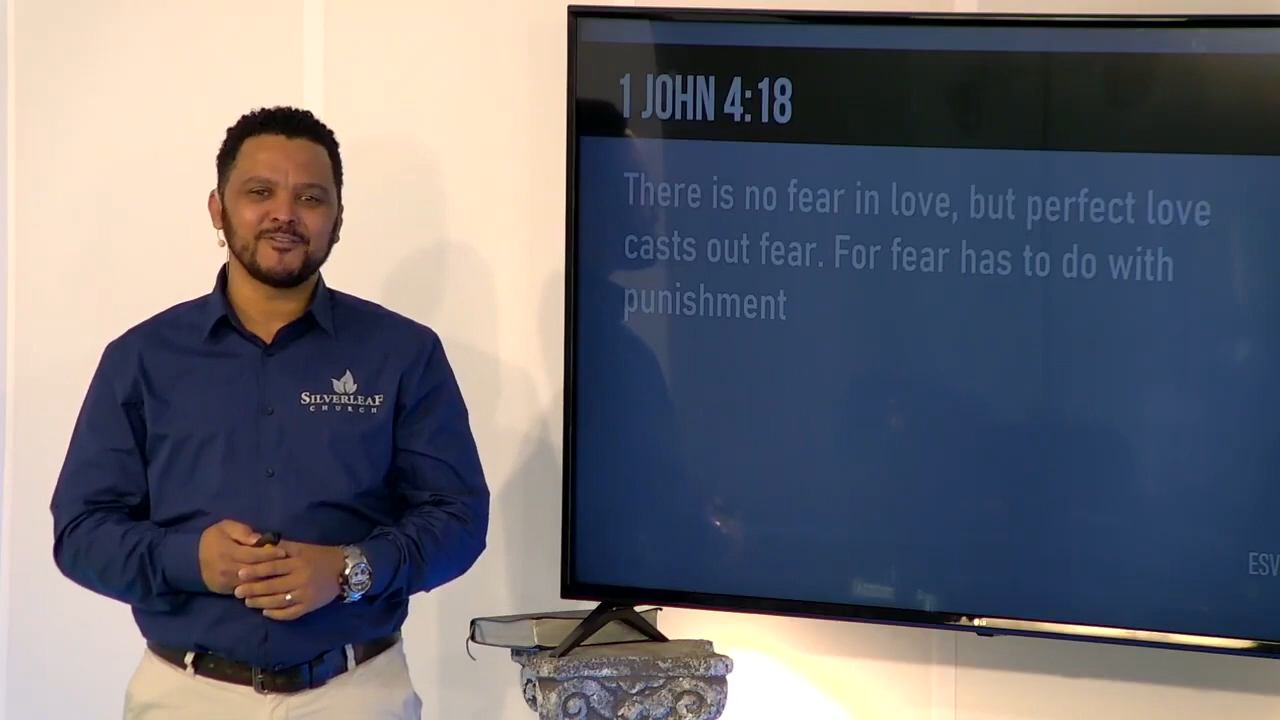 1 JOHN 4:18
There is no fear in love, but perfect love
casts out fear. For fear has to do with
punishment
ESV
SILVERLEAF
CHURCH
LG